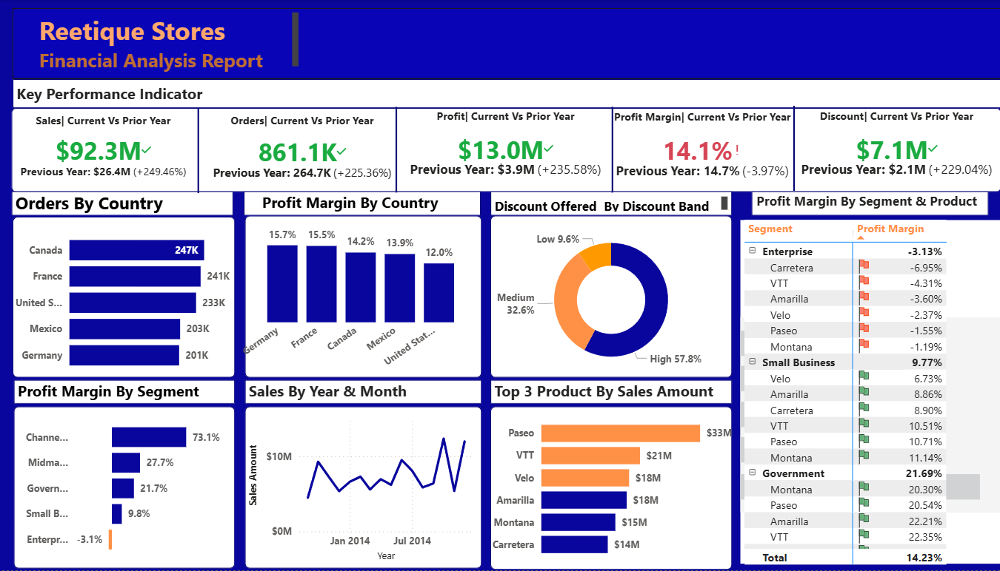 Reetique Stores
Financial Analysis Report
Key Performance Indicator
Sales| Current Vs Prior Year
$92.3M
Previous Year: $26.4M (+249.46%)
Orders| Current Vs Prior Year
861.1K
Previous Year: 264.7K (+225.36%)
Profit| Current Vs Prior Year
$13.0M
Previous Year: $3.9M (+235.58%)
Profit Margin| Current Vs Prior Year
14.1%!
Previous Year: 14.7% (-3.97%)
Discount| Current Vs Prior Year
$7.1M
Previous Year: $2.1M (+229.04%)
Orders By Country
Canada 247K
France 241K
United S... 233K
Mexico 203K
Germany 201K
Profit Margin By Country
15.7% 15.5% 14.2% 13.9% 12.0%
Germany France Canada Mexico United Stat...
Discount Offered By Discount Band
Low 9.6%
Medium
32.6%
High 57.8%
Profit Margin By Segment & Product
Segment Profit Margin
Enterprise -3.13%
Carretera -6.95%
VTT -4.31%
Amarilla -3.60%
Velo -2.37%
Paseo -1.55%
Montana -1.19%
Small Business 9.77%
Velo 6.73%
Amarilla 8.86%
Carretera 8.90%
VTT 10.51%
Paseo 10.71%
Montana 11.14%
Government 21.69%
Montana 20.30%
Paseo 20.54%
Amarilla 22.21%
VTT 22.35%
Total 14.23%
Profit Margin By Segment
Channe... 73.1%
Midma... 27.7%
Govern... 21.7%
Small B... 9.8%
Enterpr... -3.1%
Sales By Year & Month
Sales Amount
$10M
$0M
Jan 2014 Jul 2014
Year
Top 3 Product By Sales Amount
Paseo $33M
VTT $21M
Velo $18M
Amarilla $18M
Montana $15M
Carretera $14M